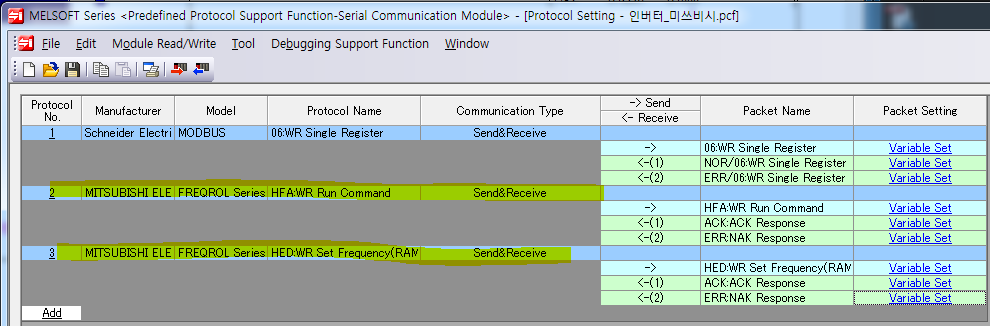 MELSOFT Series <Predefined Protocol Support Function-Serial Communication Module> - [Protocol Setting - 인버터_미쓰비시.pcf]
File Edit Module Read/Write Tool Debugging Support Function Window
Protocol No. Manufacturer Model Protocol Name Communication Type -> Send <- Receive Packet Name Packet Setting
1 Schneider Electri MODBUS 06:WR Single Register Send&Receive
-> 06:WR Single Register Variable Set
<-(1) NOR/06:WR Single Register Variable Set
<-(2) ERR/06:WR Single Register Variable Set
2 MITSUBISHI ELE FREQROL Series HFA:WR Run Command Send&Receive
-> HFA:WR Run Command Variable Set
<-(1) ACK:ACK Response Variable Set
<-(2) ERR:NAK Response Variable Set
3 MITSUBISHI ELE FREQROL Series HED:WR Set Frequency(RAM Send&Receive
-> HED:WR Set Frequency(RAM Variable Set
<-(1) ACK:ACK Response Variable Set
<-(2) ERR:NAK Response Variable Set
Add